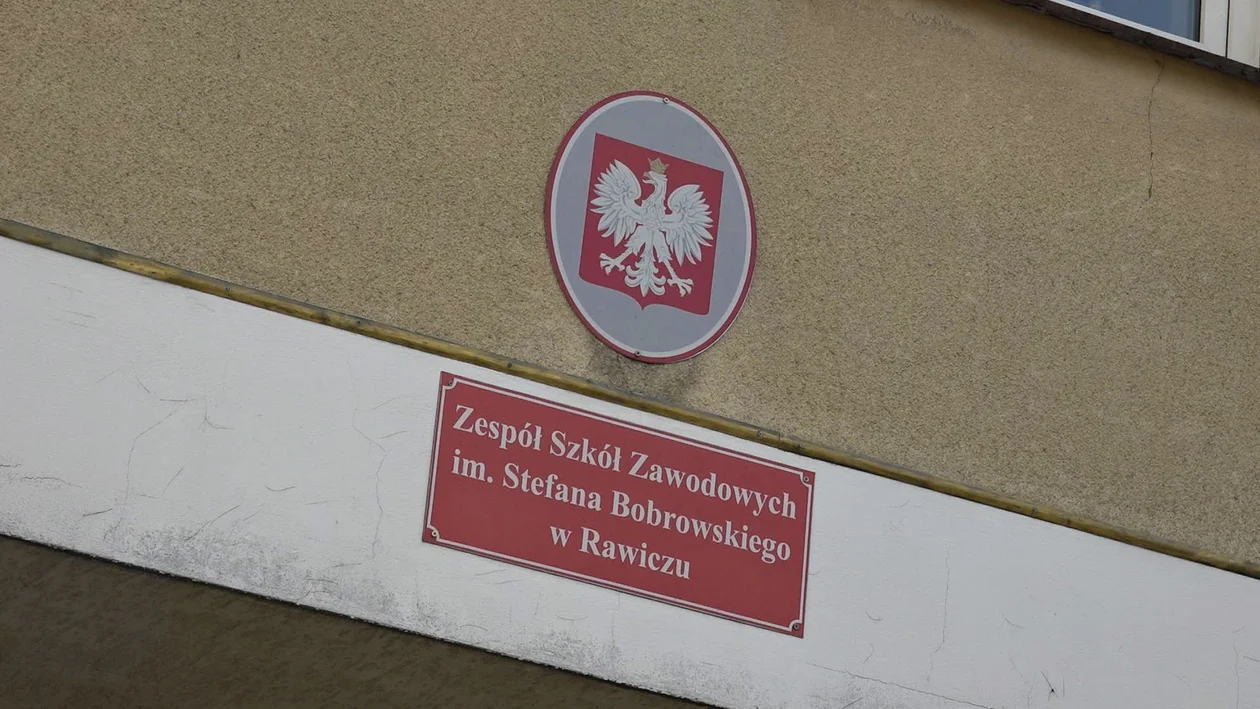 Zespół Szkół Zawodowych
im. Stefana Bobrowskiego
w Rawiczu